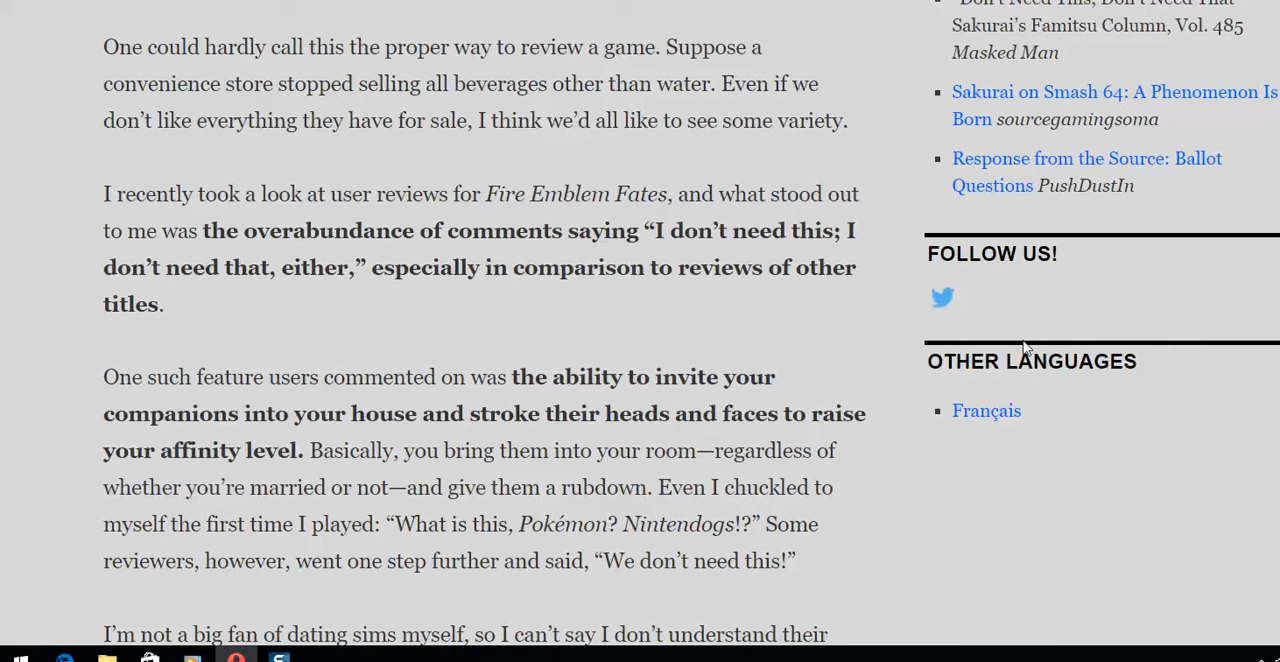 One could hardly call this the proper way to review a game. Suppose a
convenience store stopped selling all beverages other than water. Even if we
don’t like everything they have for sale, I think we’d all like to see some variety.
I recently took a look at user reviews for Fire Emblem Fates, and what stood out
to me was the overabundance of comments saying “I don’t need this; I
don’t need that, either,” especially in comparison to reviews of other
titles.
One such feature users commented on was the ability to invite your
companions into your house and stroke their heads and faces to raise
your affinity level. Basically, you bring them into your room—regardless of
whether you’re married or not—and give them a rubdown. Even I chuckled to
myself the first time I played: “What is this, Pokémon? Nintendogs!?” Some
reviewers, however, went one step further and said, “We don’t need this!”
I’m not a big fan of dating sims myself, so I can’t say I don’t understand their
“Don’t Need This, Don’t Need That”
Sakurai’s Famitsu Column, Vol. 485
Masked Man
Sakurai on Smash 64: A Phenomenon Is
Born sourcegamingsoma
Response from the Source: Ballot
Questions PushDustIn
FOLLOW US!
OTHER LANGUAGES
Français